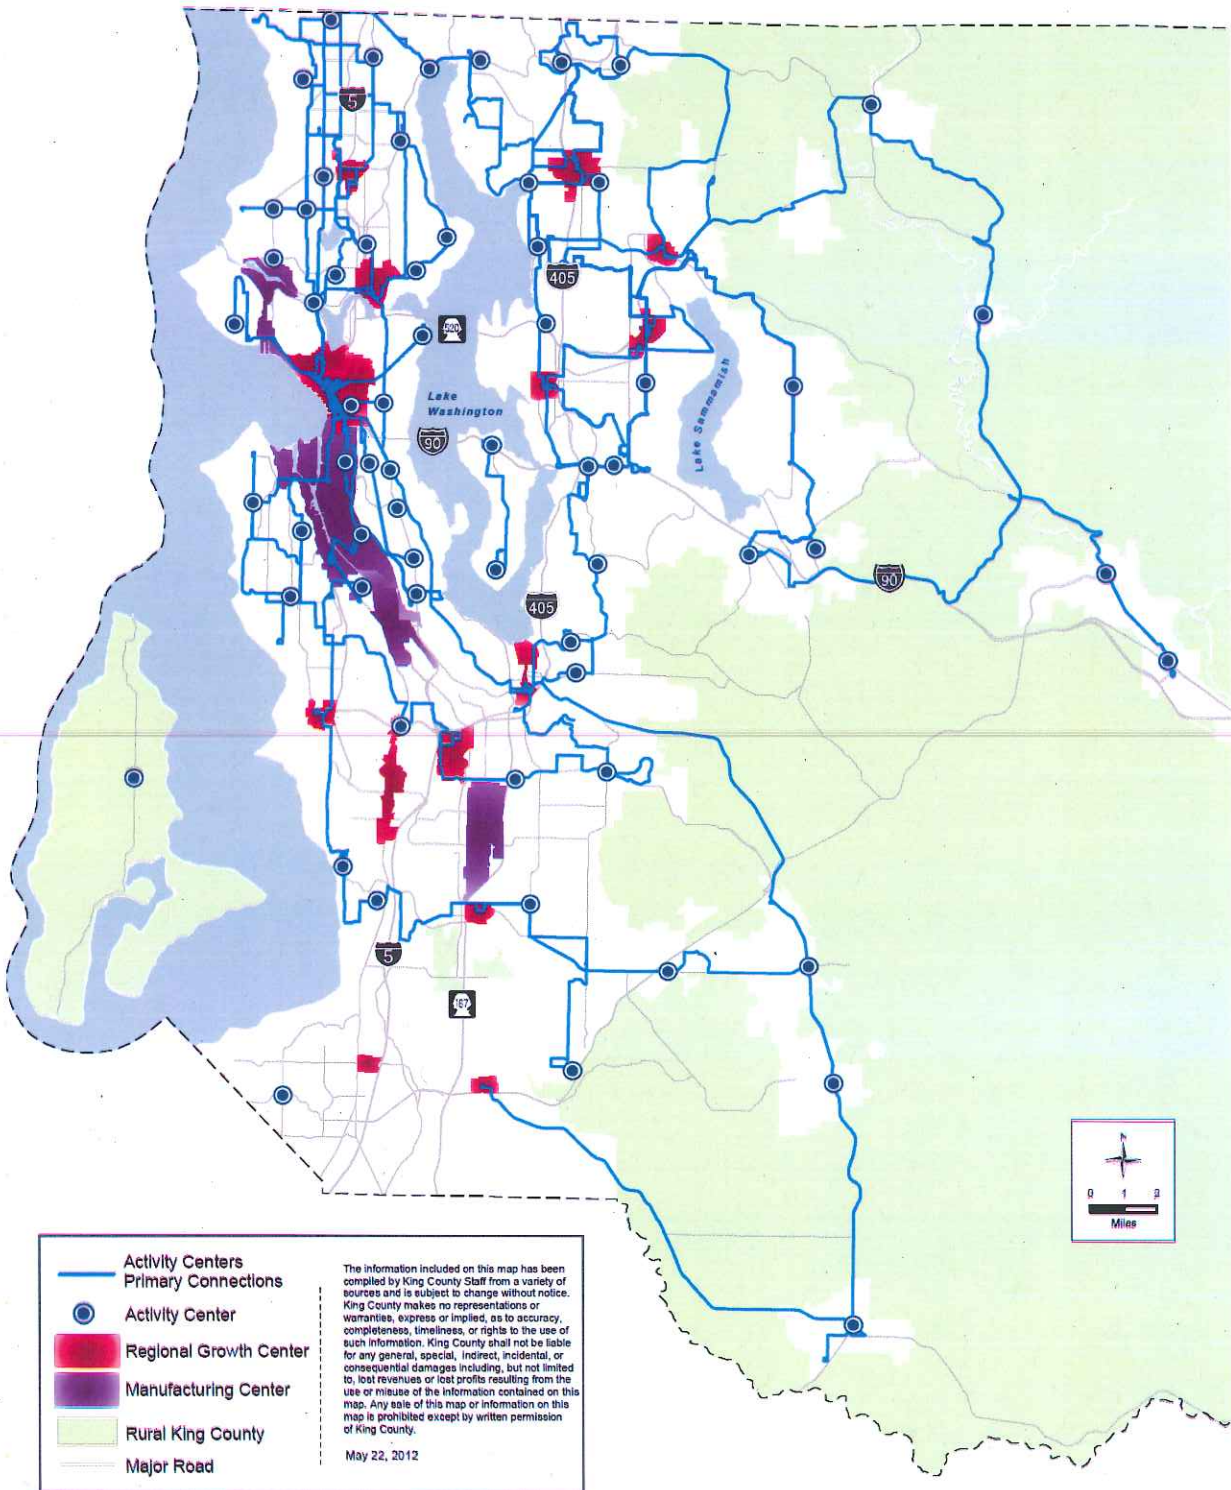 5
405
520
Lake
Washington
90
Lake Sammamish
90
405
5
167
N
0 1 2
Miles
Activity Centers
Primary Connections
Activity Center
Regional Growth Center
Manufacturing Center
Rural King County
Major Road
The information included on this map has been
compiled by King County Staff from a variety of
sources and is subject to change without notice.
King County makes no representations or
warranties, express or implied, as to accuracy,
completeness, timeliness, or rights to the use of
such information. King County shall not be liable
for any general, special, indirect, incidental, or
consequential damages including, but not limited
to, lost revenues or lost profits resulting from the
use or misuse of the information contained on this
map. Any sale of this map or information on this
map is prohibited except by written permission
of King County.
May 22, 2012